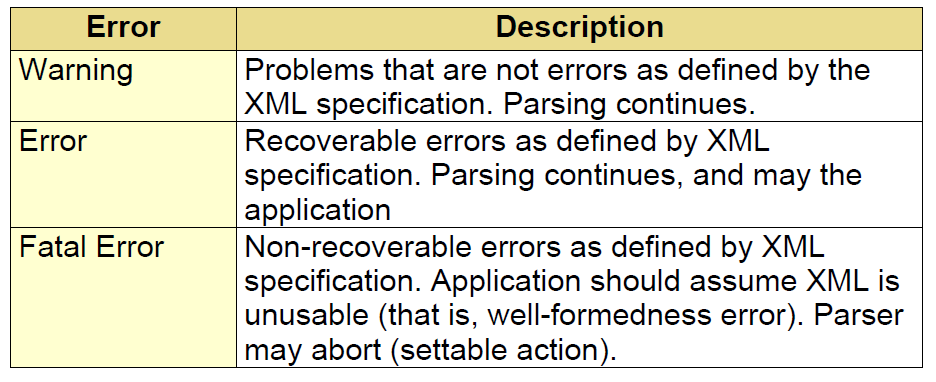 Error Description
Warning Problems that are not errors as defined by the
XML specification. Parsing continues.
Error Recoverable errors as defined by XML
specification. Parsing continues, and may the
application
Fatal Error Non-recoverable errors as defined by XML
specification. Application should assume XML is
unusable (that is, well-formedness error). Parser
may abort (settable action).